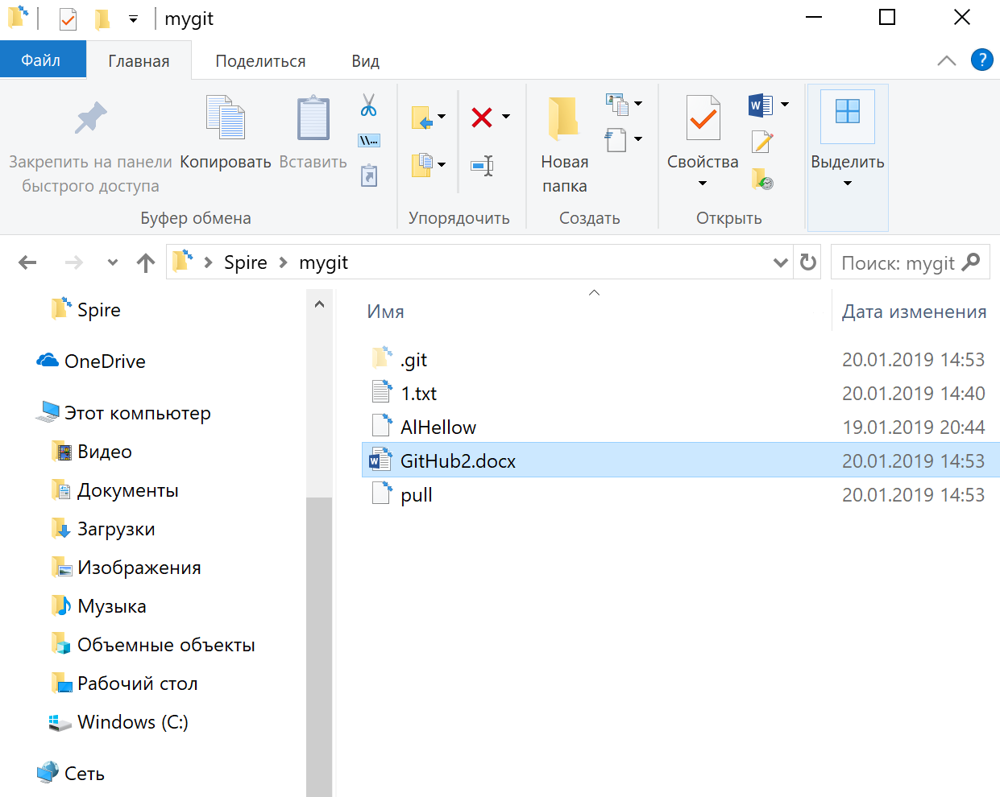 mygit
Файл Главная Поделиться Вид
?
Закрепить на панели
быстрого доступа
Копировать
Вставить
\\...
Новая
папка
Свойства
Выделить
Буфер обмена
Упорядочить
Создать
Открыть
Spire mygit
Поиск: mygit
Spire
OneDrive
Этот компьютер
Видео
Документы
Загрузки
Изображения
Музыка
Объемные объекты
Рабочий стол
Windows (C:)
Сеть
Имя Дата изменения
.git 20.01.2019 14:53
1.txt 20.01.2019 14:40
AlHellow 19.01.2019 20:44
GitHub2.docx 20.01.2019 14:53
pull 20.01.2019 14:53